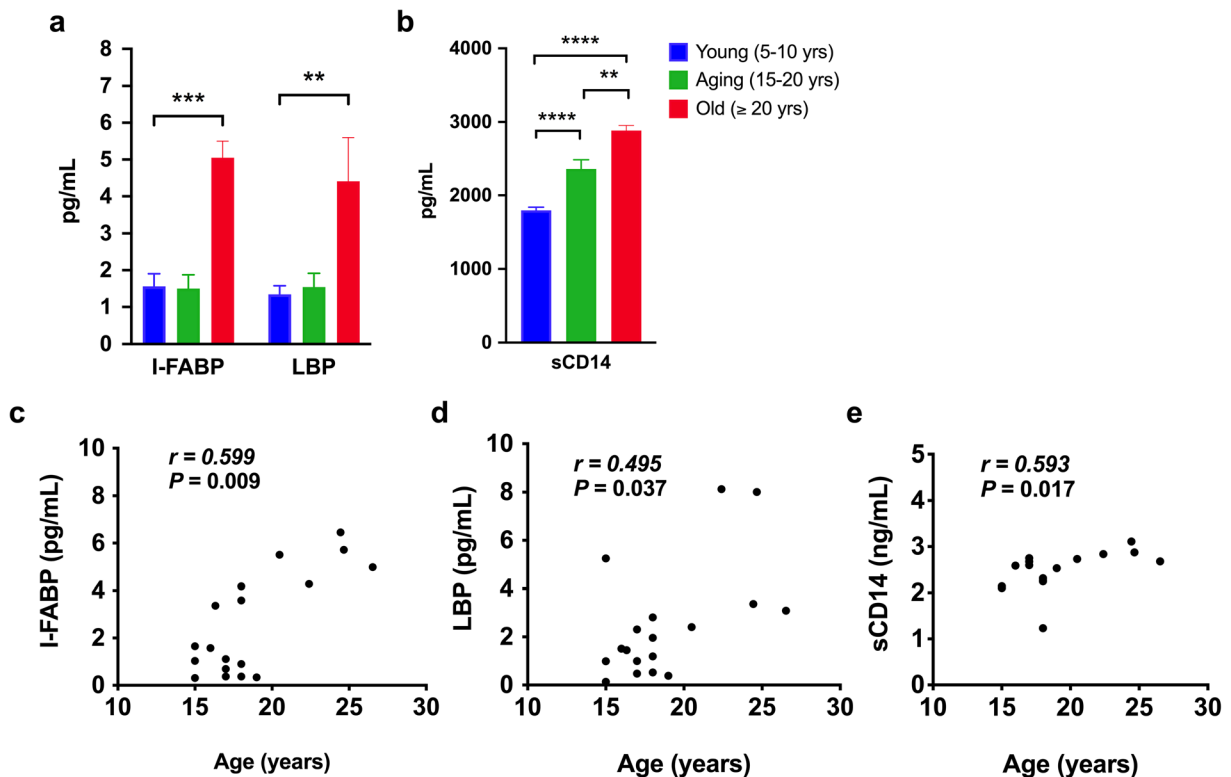 a
8
7
6
5
4
3
2
1
0
pg/mL
***
**
I-FABP
LBP
b
4000
3000
2000
1000
0
pg/mL
****
**
****
sCD14
Young (5-10 yrs)
Aging (15-20 yrs)
Old (≥ 20 yrs)
c
r = 0.599
P = 0.009
10
8
6
4
2
0
I-FABP (pg/mL)
10
15
20
25
30
Age (years)
d
r = 0.495
P = 0.037
10
8
6
4
2
0
LBP (pg/mL)
10
15
20
25
30
Age (years)
e
r = 0.593
P = 0.017
5
4
3
2
1
0
sCD14 (ng/mL)
10
15
20
25
30
Age (years)